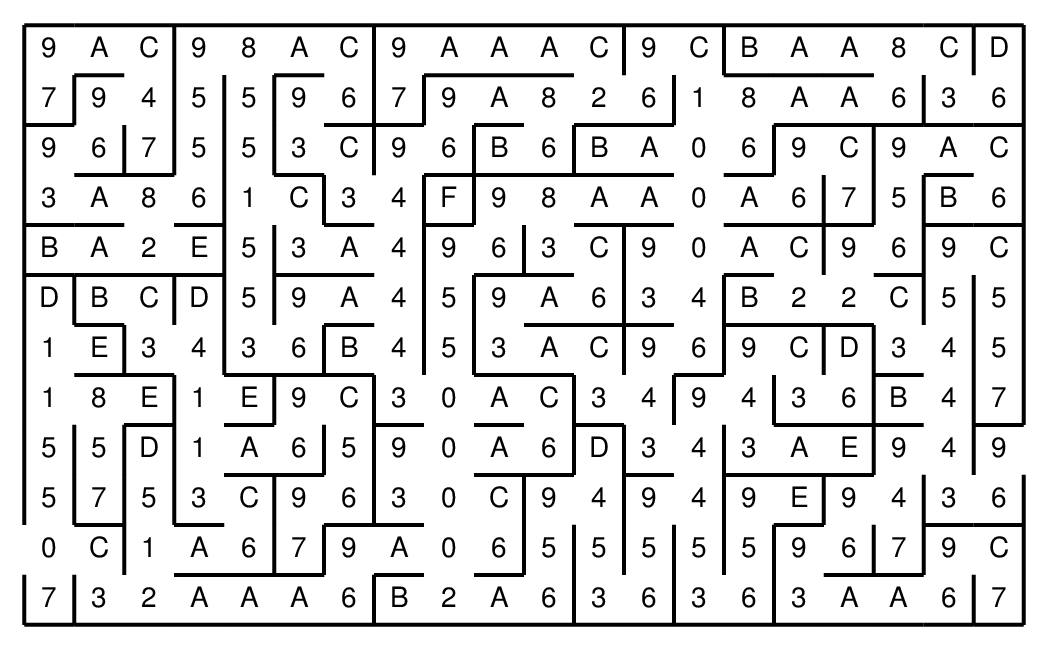 9 A C 9 8 A C 9 A A A C 9 C B A A 8 C D
7 9 4 5 5 9 6 7 9 A 8 2 6 1 8 A A 6 3 6
9 6 7 5 5 3 C 9 6 B 6 B A 0 6 9 C 9 A C
3 A 8 6 1 C 3 4 F 9 8 A A 0 A 6 7 5 B 6
B A 2 E 5 3 A 4 9 6 3 C 9 0 A C 9 6 9 C
D B C D 5 9 A 4 5 9 A 6 3 4 B 2 2 C 5 5
1 E 3 4 3 6 B 4 5 3 A C 9 6 9 C D 3 4 5
1 8 E 1 E 9 C 3 0 A C 3 4 9 4 3 6 B 4 7
5 5 D 1 A 6 5 9 0 A 6 D 3 4 3 A E 9 4 9
5 7 5 3 C 9 6 3 0 C 9 4 9 4 9 E 9 4 3 6
0 C 1 A 6 7 9 A 0 6 5 5 5 5 5 9 6 7 9 C
7 3 2 A A A 6 B 2 A 6 3 6 3 6 3 A A 6 7